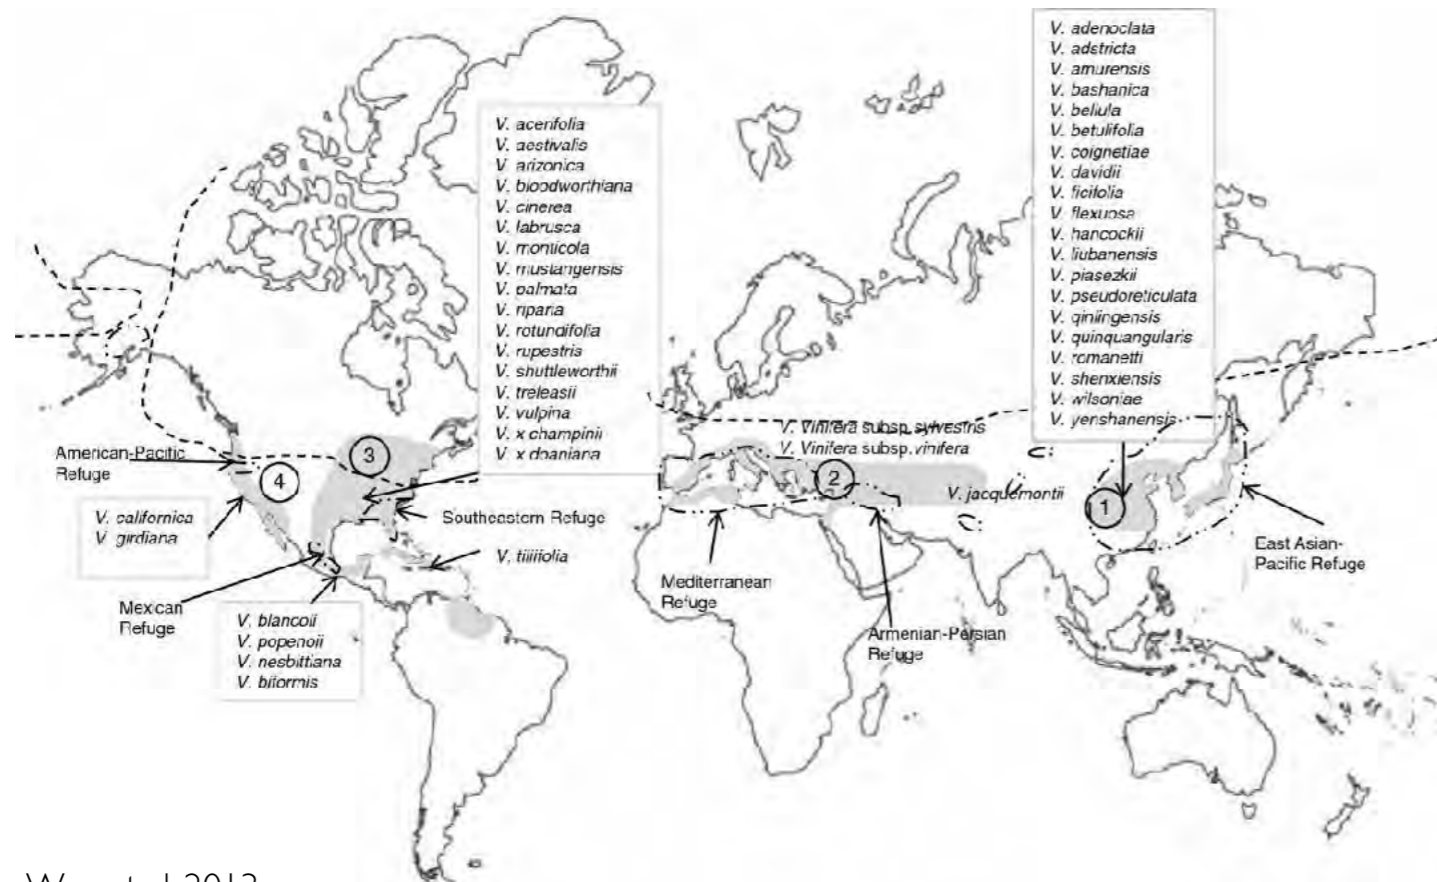 V. adenoclata
V. adstricta
V. amurensis
V. bashanica
V. bellula
V. betulifolia
V. coignetiae
V. davidii
V. ficifolia
V. flexuosa
V. hancockii
V. liubanensis
V. piasezkii
V. pseudoreticulata
V. qinlingensis
V. quinquangularis
V. romanetti
V. shenxiensis
V. wilsoniae
V. yenshanensis
V. acerifolia
V. aestivalis
V. arizonica
V. bloodworthiana
V. cinerea
V. labrusca
V. monticola
V. mustangensis
V. palmata
V. riparia
V. rotundifolia
V. rupestris
V. shuttleworthii
V. treleasii
V. vulpina
V. x champinii
V. x doaniana
V. Vinifera subsp. sylvestris
V. Vinifera subsp. vinifera
V. jacquemontii
American-Pacific
Refuge
3
4
2
1
V. californica
V. girdiana
Southeastern Refuge
V. tiliifolia
Mexican
Refuge
V. blancoii
V. popenoii
V. nesbittiana
V. biformis
Mediterranean
Refuge
Armenian-Persian
Refuge
East Asian-
Pacific Refuge
2013